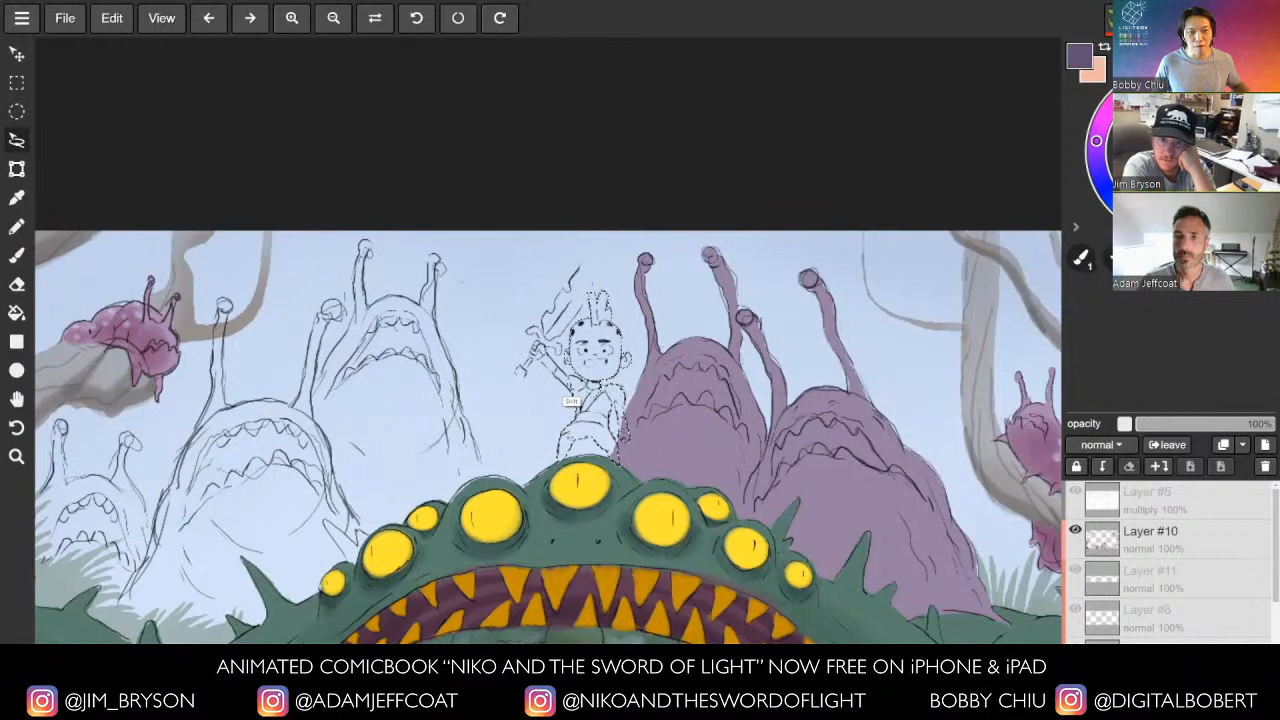 File Edit View
Bobby Chiu
Jim Bryson
Adam Jeffcoat
1
Shift
opacity 100%
normal leave
Layer #5
multiply 100%
Layer #10
normal 100%
Layer #11
normal 100%
Layer #8
normal 100%
ANIMATED COMICBOOK “NIKO AND THE SWORD OF LIGHT” NOW FREE ON iPHONE & iPAD
@JIM_BRYSON @ADAMJEFFCOAT @NIKOANDTHESWORDOFLIGHT BOBBY CHIU @DIGITALBOBERT